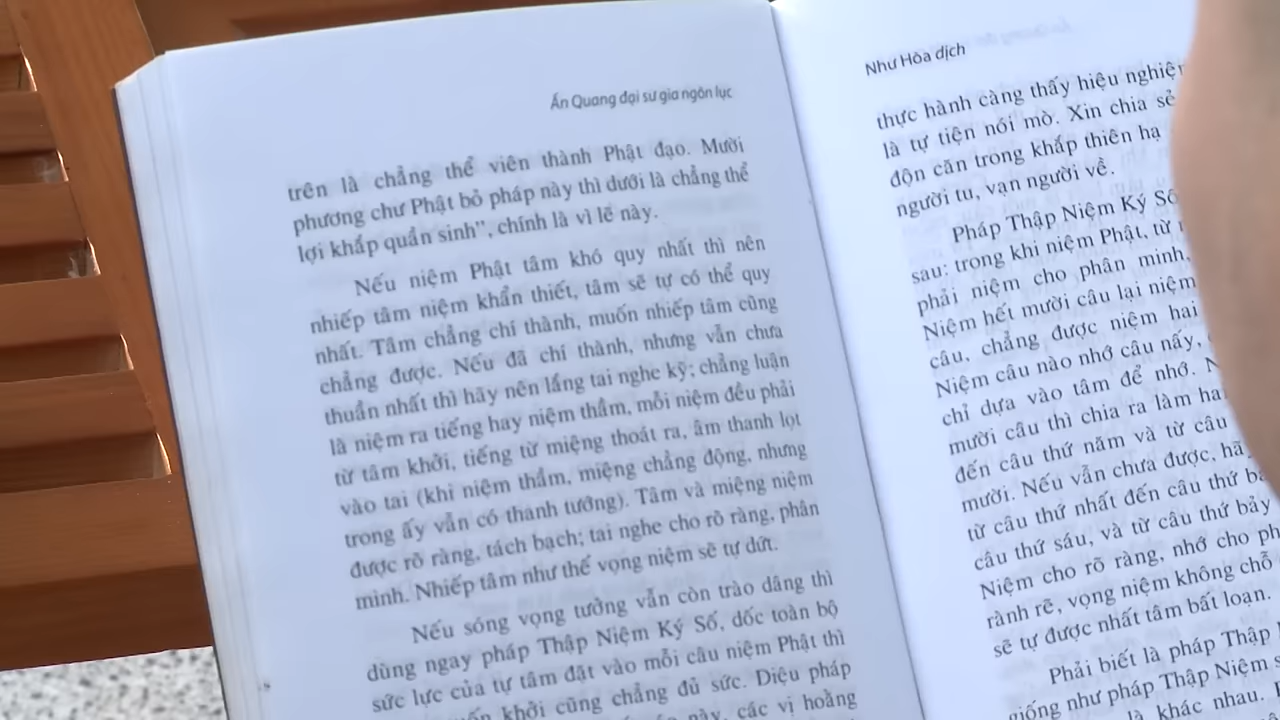 Ấn Quang đại sư gia ngôn lục
trên là chẳng thể viên thành Phật đạo. Mười
phương chư Phật bỏ pháp này thì dưới là chẳng thể
lợi khắp quần sinh”, chính là vì lẽ này.
Nếu niệm Phật tâm khó quy nhất thì nên
nhiếp tâm niệm khẩn thiết, tâm sẽ tự có thể quy
nhất. Tâm chẳng chí thành, muốn nhiếp tâm cũng
chẳng được. Nếu đã chí thành, nhưng vẫn chưa
thuần nhất thì hãy nên lắng tai nghe kỹ; chẳng luận
là niệm ra tiếng hay niệm thầm, mỗi niệm đều phải
từ tâm khởi, tiếng từ miệng thoát ra, âm thanh lọt
vào tai (khi niệm thầm, miệng chẳng động, nhưng
trong ấy vẫn có thanh tướng). Tâm và miệng niệm
được rõ ràng, tách bạch; tai nghe cho rõ ràng, phân
minh. Nhiếp tâm như thế vọng niệm sẽ tự dứt.
Nếu sóng vọng tưởng vẫn còn trào dâng thì
dùng ngay pháp Thập Niệm Ký Số, dốc toàn bộ
sức lực của tự tâm đặt vào mỗi câu niệm Phật thì
khởi cũng chẳng đủ sức. Diệu pháp
này, các vị hoằng
Như Hòa dịch
thực hành càng thấy hiệu nghiệm
là tự tiện nói mò. Xin chia sẻ
độn căn trong khắp thiên hạ
người tu, vạn người về.
Pháp Thập Niệm Ký Số
sau: trong khi niệm Phật, từ
phải niệm cho phân minh,
Niệm hết mười câu lại niệm
câu, chẳng được niệm hai
Niệm câu nào nhớ câu nấy,
chỉ dựa vào tâm để nhớ.
mười câu thì chia ra làm hai
đến câu thứ năm và từ câu
mười. Nếu vẫn chưa được,
từ câu thứ nhất đến câu thứ
câu thứ sáu, và từ câu thứ bảy
Niệm cho rõ ràng, nhớ cho
rành rẽ, vọng niệm không chỗ
sẽ tự được nhất tâm bất loạn.
Phải biết là pháp Thập
giống như pháp Thập Niệm
là khác nhau.